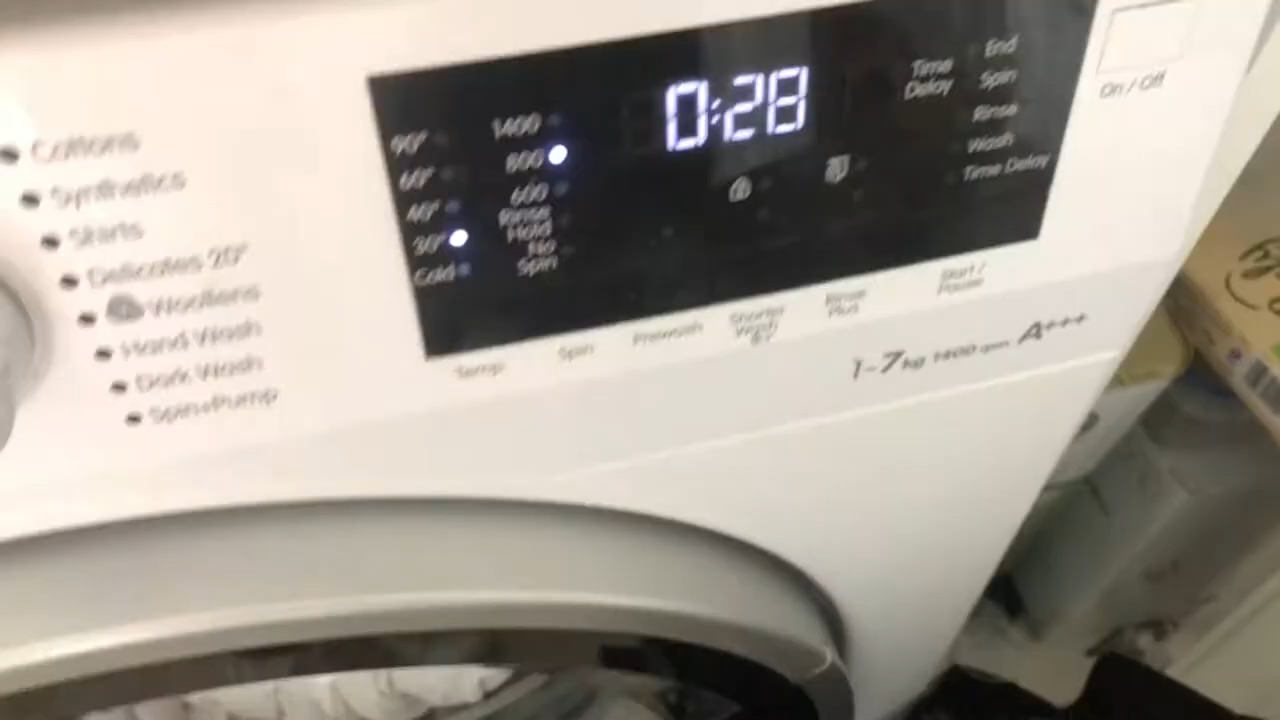 Cottons
Synthetics
Shirts
Delicates 20°
Woollens
Hand Wash
Dark Wash
Spin+Pump
90°
60°
40°
30°
Cold
1400
800
600
Rinse
Hold
No
Spin
0:28
Time
Delay
End
Spin
Rinse
Wash
Time Delay
On / Off
Temp
Spin
Prewash
Shorter
Wash
Rinse
Plus
Start /
Pause
1-7kg 1400 rpm A+++